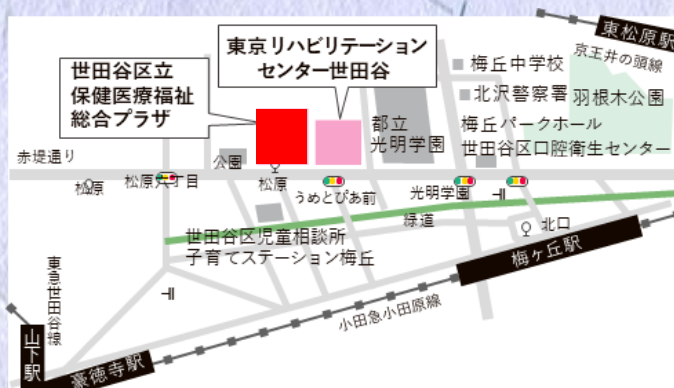 東松原駅
京王井の頭線
東京リハビリテーション
センター世田谷
世田谷区立
保健医療福祉
総合プラザ
梅丘中学校
北沢警察署
羽根木公園
都立
光明学園
梅丘パークホール
世田谷区口腔衛生センター
赤堤通り
公園
松原
松原六丁目
松原
うめとぴあ前
光明学園
緑道
北口
世田谷区児童相談所
子育てステーション梅丘
梅ヶ丘駅
東急世田谷線
小田急小田原線
山下駅
豪徳寺駅